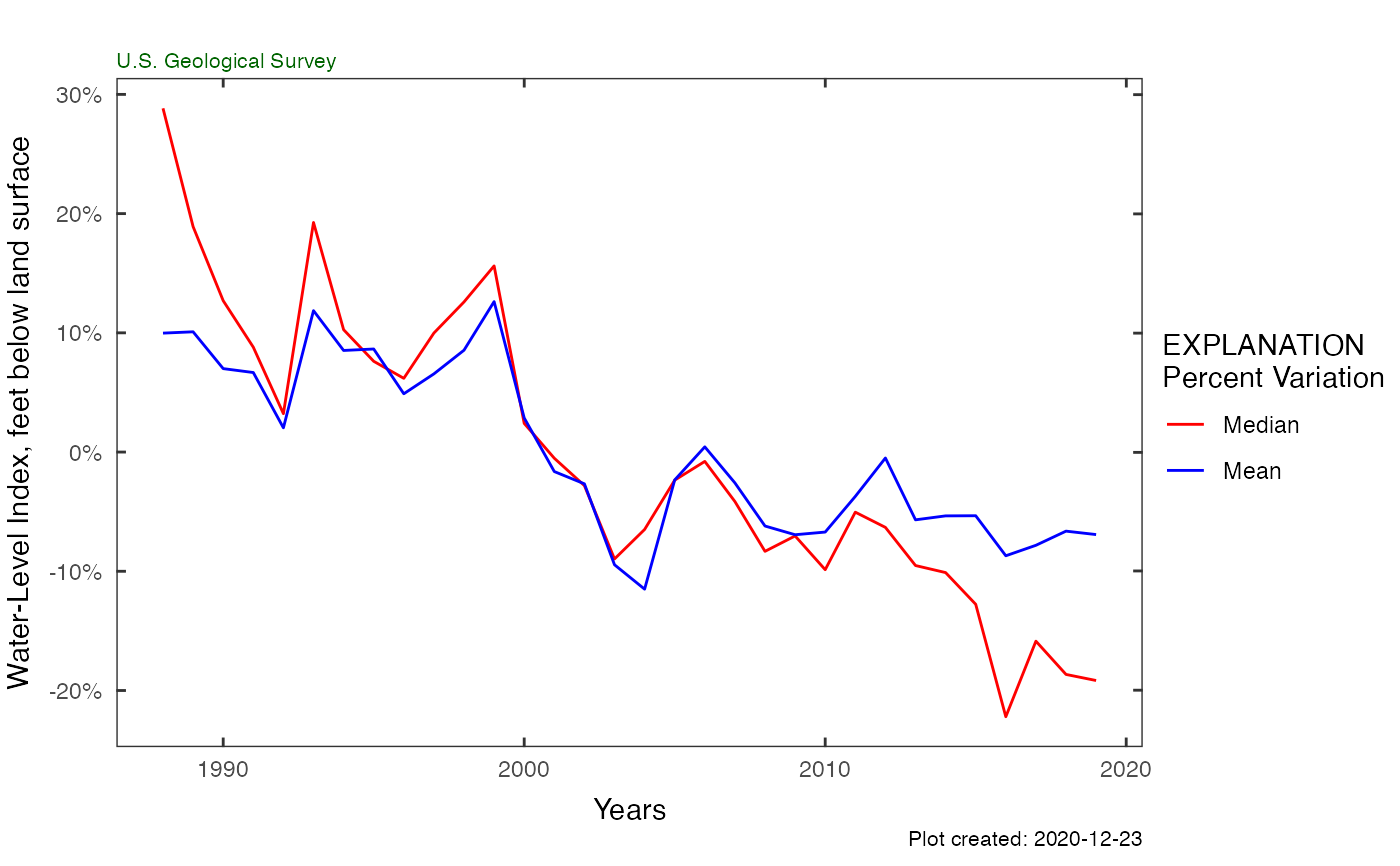 U.S. Geological Survey
Water-Level Index, feet below land surface
30%
20%
10%
0%
-10%
-20%
1990
2000
2010
2020
Years
EXPLANATION
Percent Variation
Median
Mean
Plot created: 2020-12-23